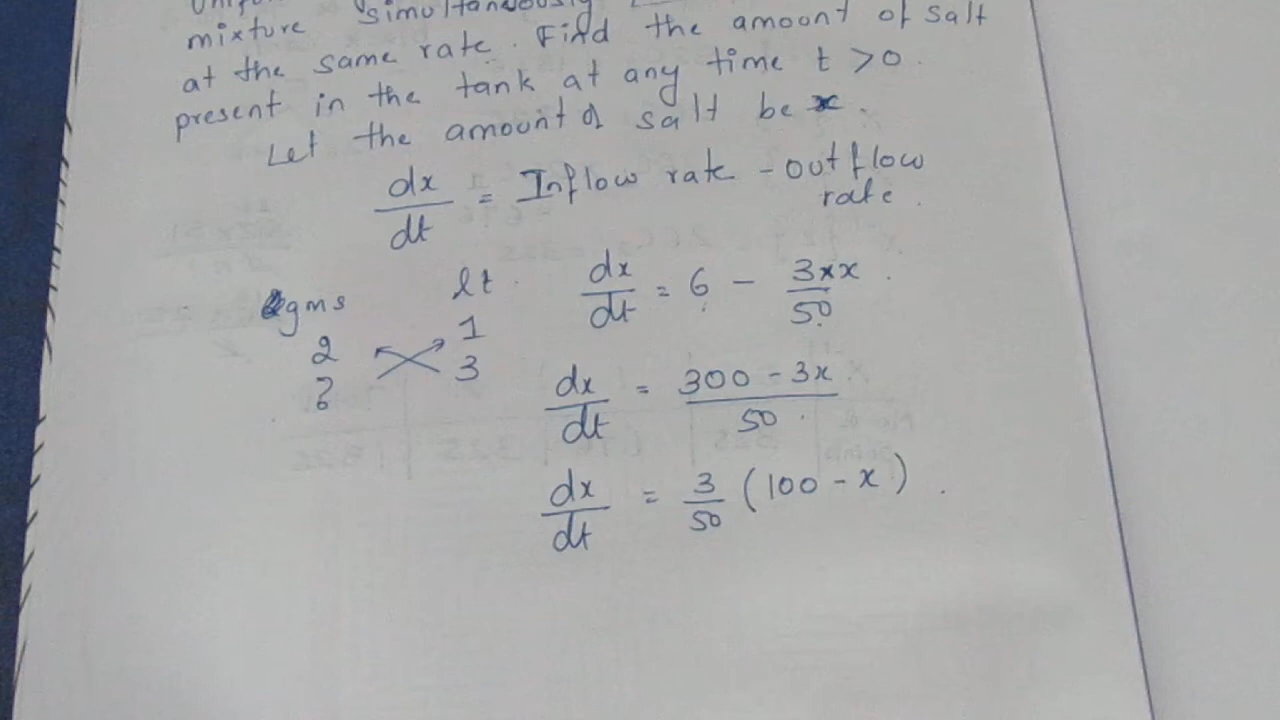 simultaneously
mixture
at the same rate. Find the amount of salt
present in the tank at any time t > 0.
Let the amount of salt be x.
dx/dt = Inflow rate - outflow
rate.
gms lt.
2 1
? 3
dx/dt = 6 - 3×x/50.
dx/dt = 300 - 3x/50.
dx/dt = 3/50 (100 - x).